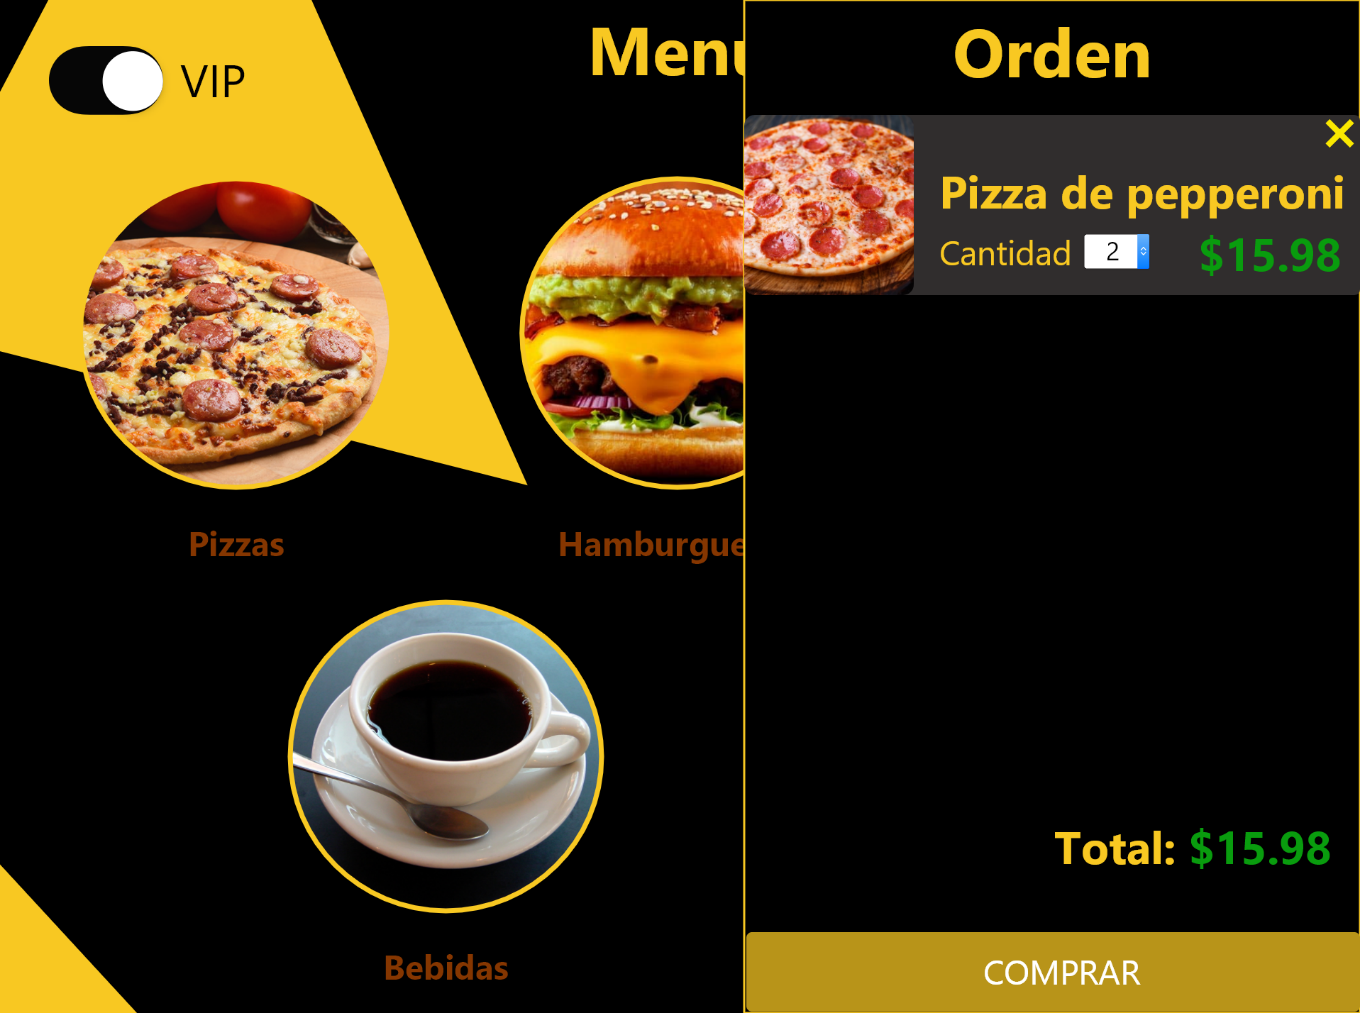 VIP
Menu
Pizzas
Hamburgue
Bebidas
Orden
Pizza de pepperoni
Cantidad 2 $15.98
Total: $15.98
COMPRAR